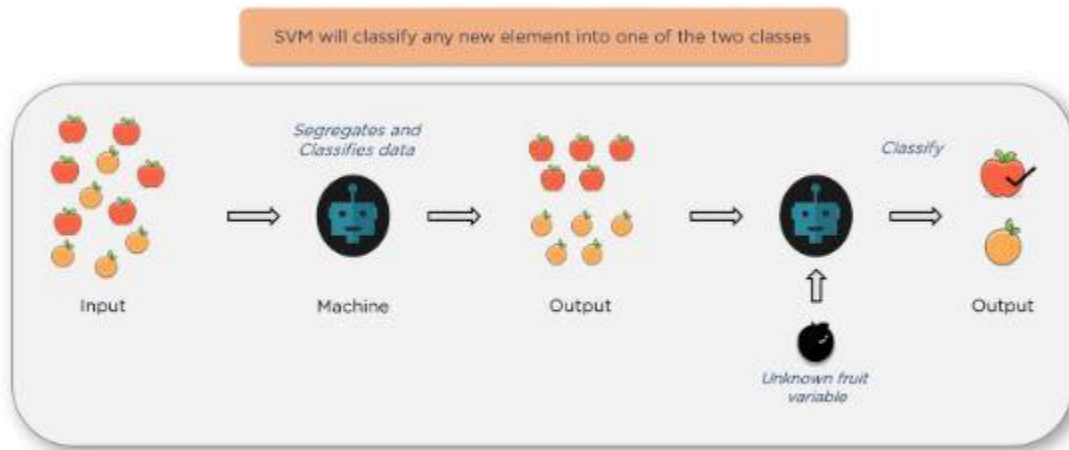 SVM will classify any new element into one of the two classes
Segregates and
Classifies data
Classify
Input
Machine
Output
Output
Unknown fruit
variable